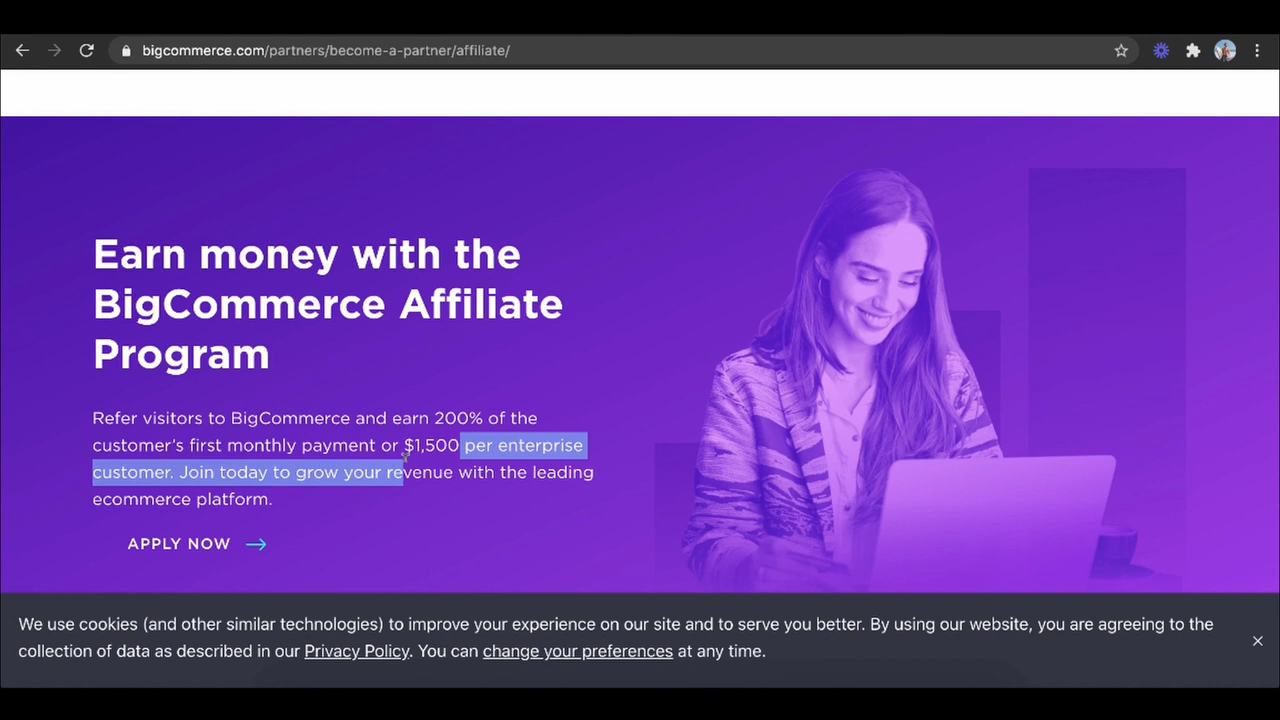 bigcommerce.com/partners/become-a-partner/affiliate/
Earn money with the
BigCommerce Affiliate
Program
Refer visitors to BigCommerce and earn 200% of the
customer's first monthly payment or $1,500 per enterprise
customer. Join today to grow your revenue with the leading
ecommerce platform.
APPLY NOW
We use cookies (and other similar technologies) to improve your experience on our site and to serve you better. By using our website, you are agreeing to the
collection of data as described in our Privacy Policy. You can change your preferences at any time.